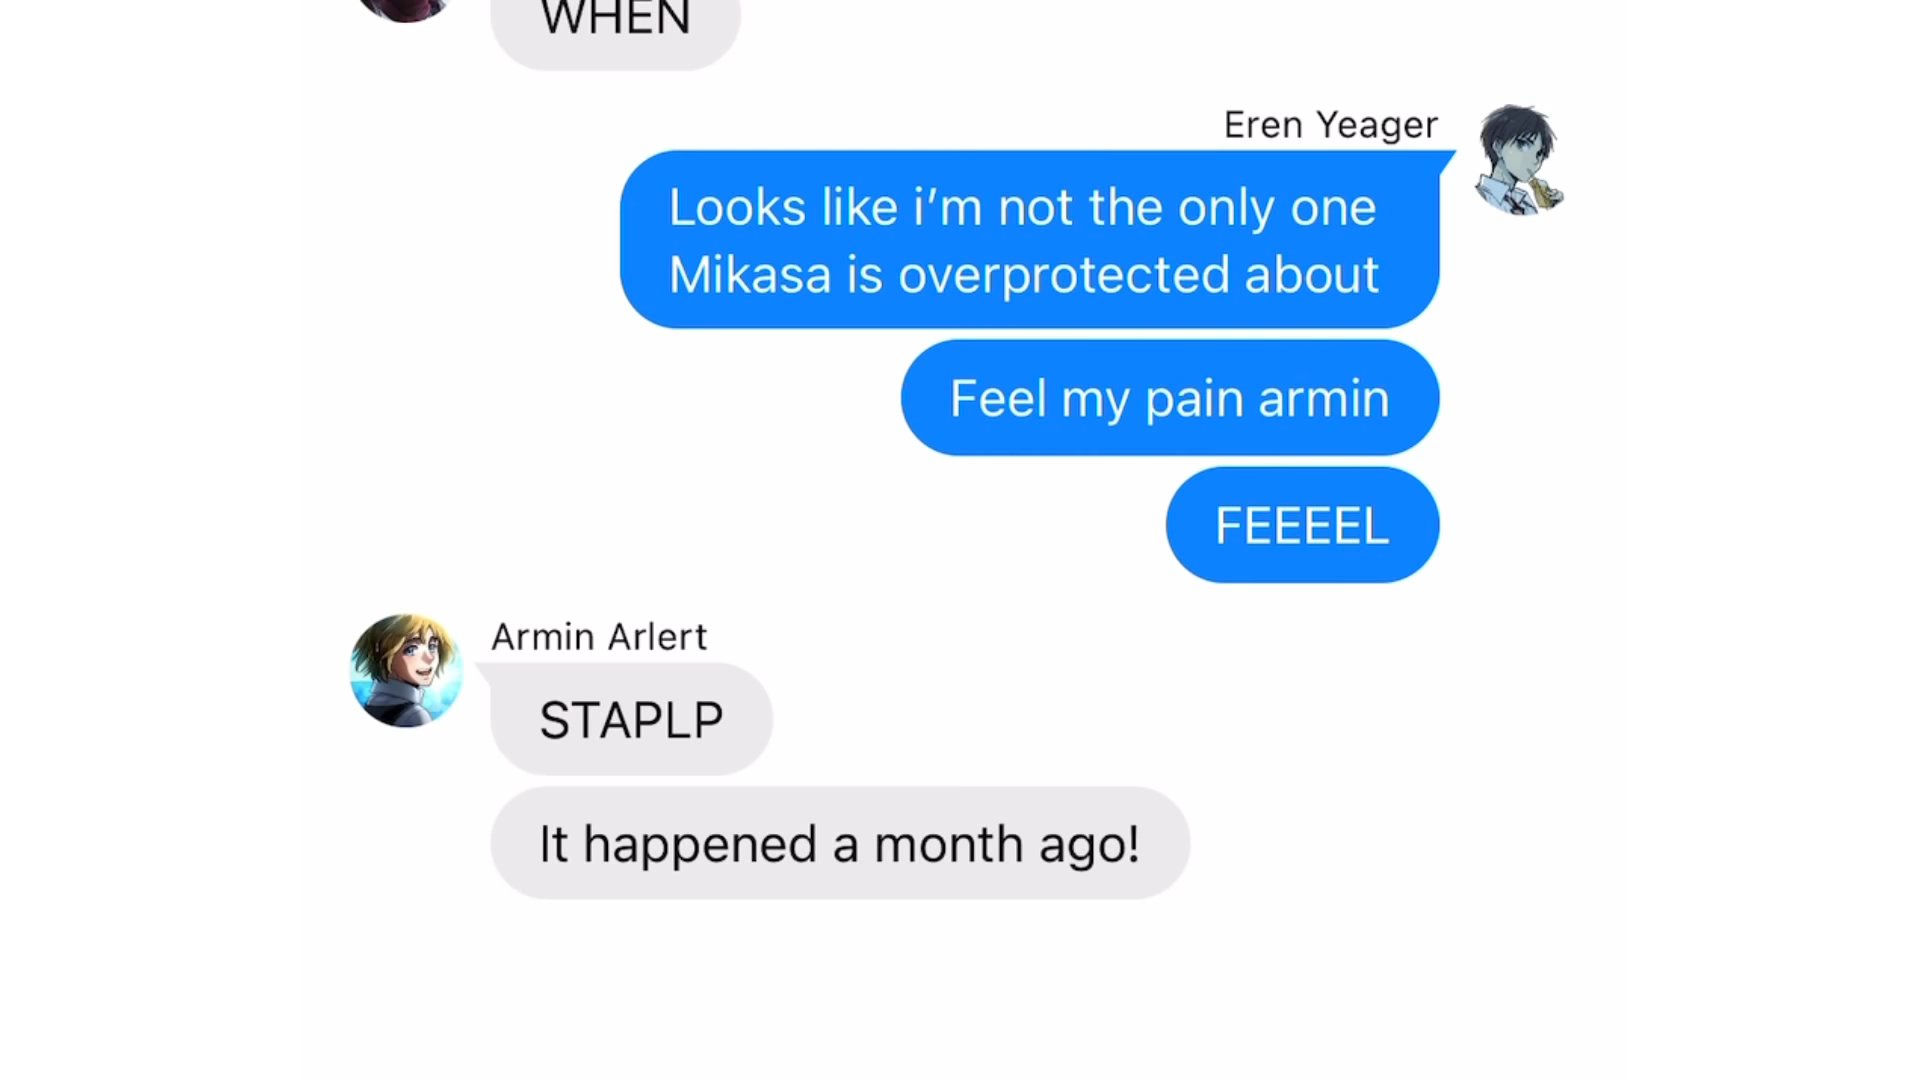 WHEN
Eren Yeager
Looks like i’m not the only one
Mikasa is overprotected about
Feel my pain armin
FEEEEL
Armin Arlert
STAPLP
It happened a month ago!